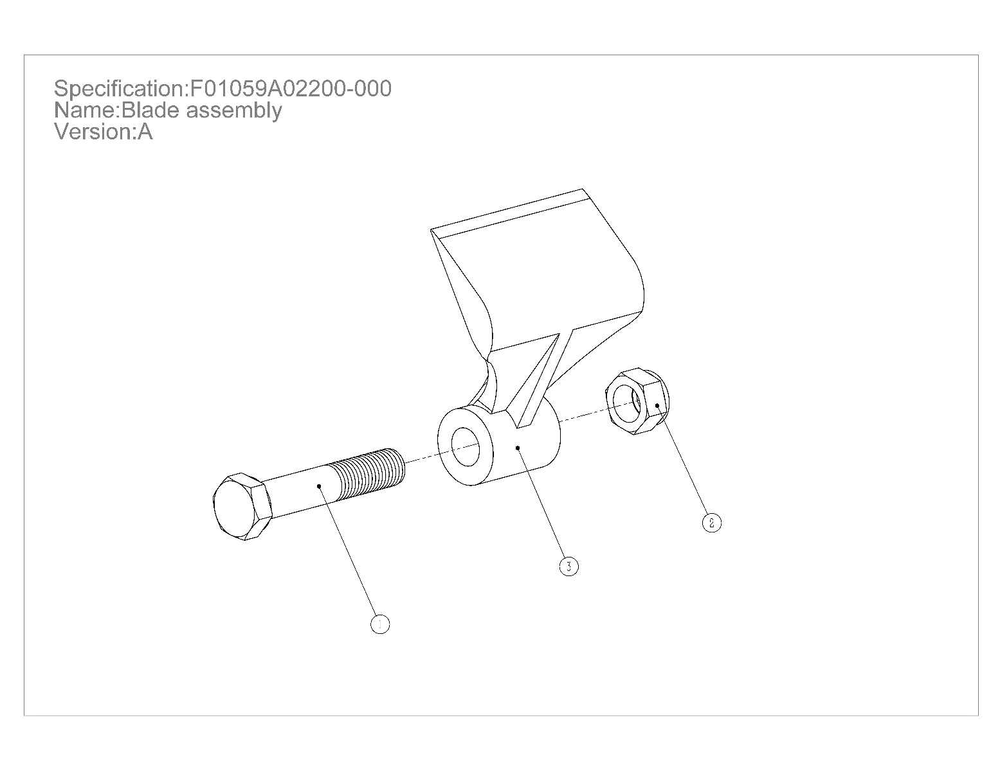 Specification:F01059A02200-000
Name:Blade assembly
Version:A
2
3
1